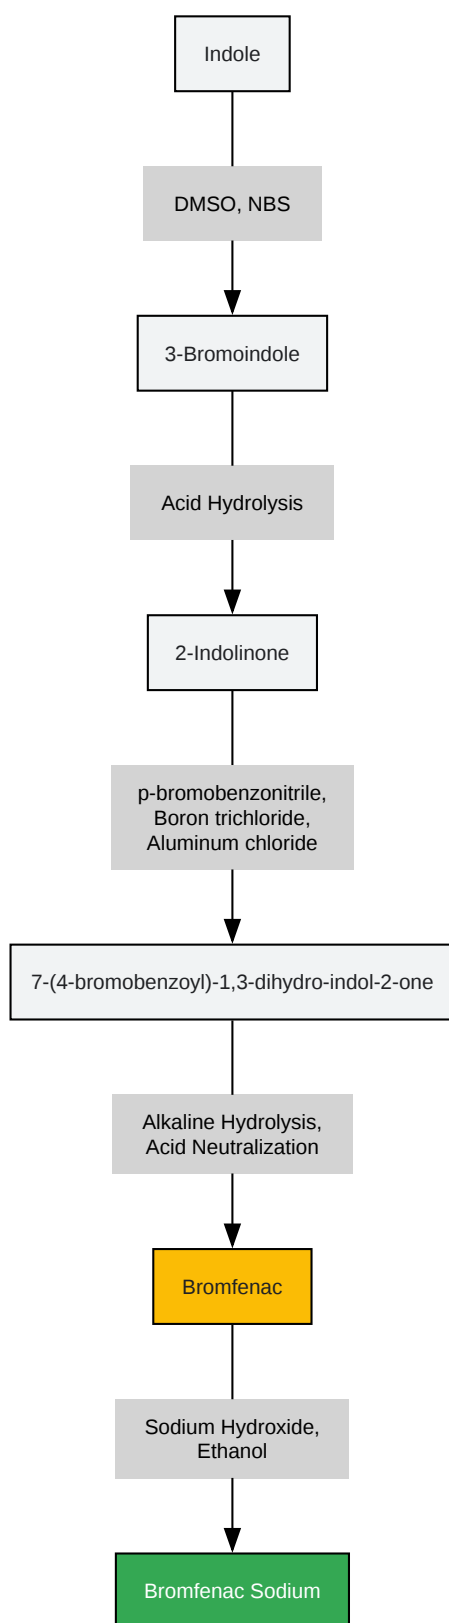 Indole
DMSO, NBS
3-Bromoindole
Acid Hydrolysis
2-Indolinone
p-bromobenzonitrile,
Boron trichloride,
Aluminum chloride
7-(4-bromobenzoyl)-1,3-dihydro-indol-2-one
Alkaline Hydrolysis,
Acid Neutralization
Bromfenac
Sodium Hydroxide,
Ethanol
Bromfenac Sodium